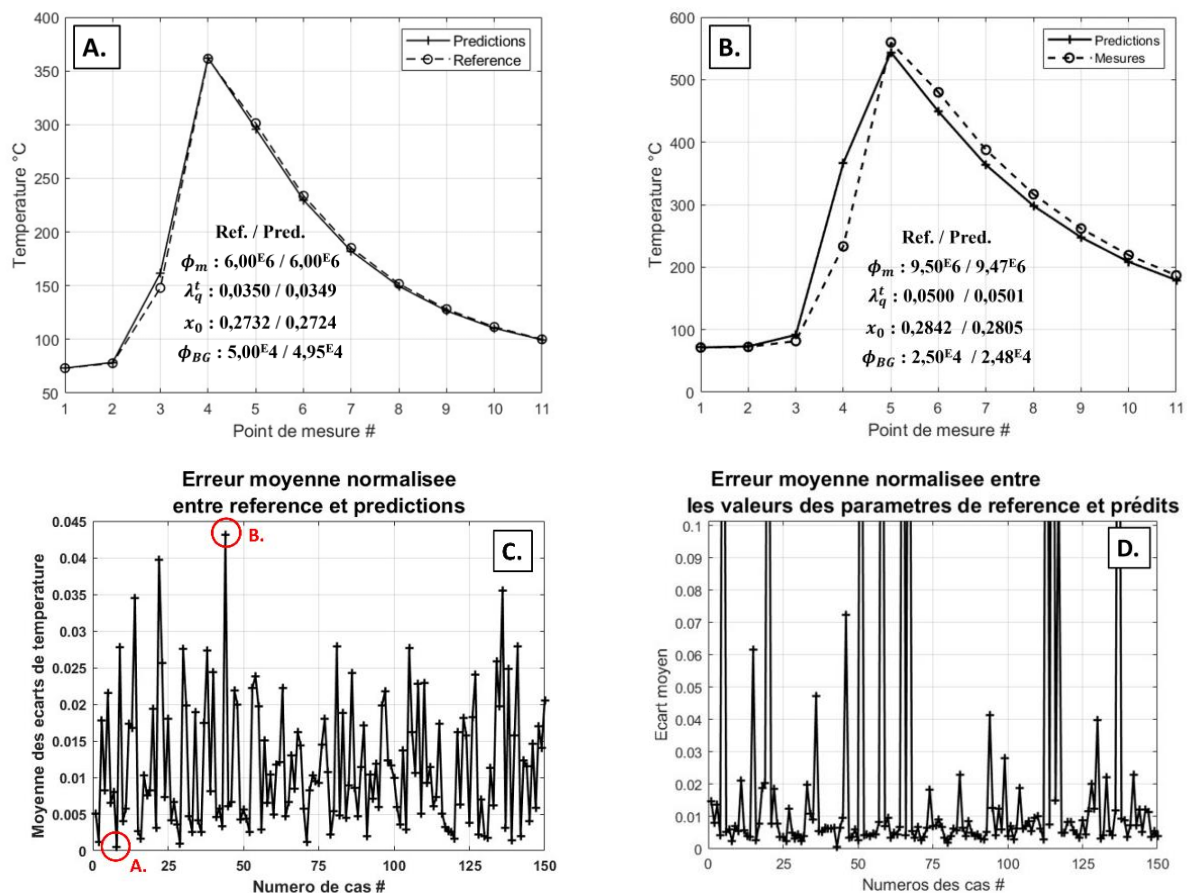 A.
Predictions
Reference
400
350
300
250
200
150
100
50
Temperature °C
Ref. / Pred.
ϕm : 6,00E6 / 6,00E6
λqt : 0,0350 / 0,0349
x0 : 0,2732 / 0,2724
ϕBG : 5,00E4 / 4,95E4
1 2 3 4 5 6 7 8 9 10 11
Point de mesure #
B.
Predictions
Mesures
600
500
400
300
200
100
0
Temperature °C
Ref. / Pred.
ϕm : 9,50E6 / 9,47E6
λqt : 0,0500 / 0,0501
x0 : 0,2842 / 0,2805
ϕBG : 2,50E4 / 2,48E4
1 2 3 4 5 6 7 8 9 10 11
Point de mesure #
Erreur moyenne normalisee
entre reference et predictions
C.
B.
A.
0.045
0.04
0.035
0.03
0.025
0.02
0.015
0.01
0.005
0
Moyenne des ecarts de temperature
0 25 50 75 100 125 150
Numero de cas #
Erreur moyenne normalisee entre
les valeurs des parametres de reference et prédits
D.
0.1
0.09
0.08
0.07
0.06
0.05
0.04
0.03
0.02
0.01
0
Ecart moyen
0 25 50 75 100 125 150
Numeros des cas #